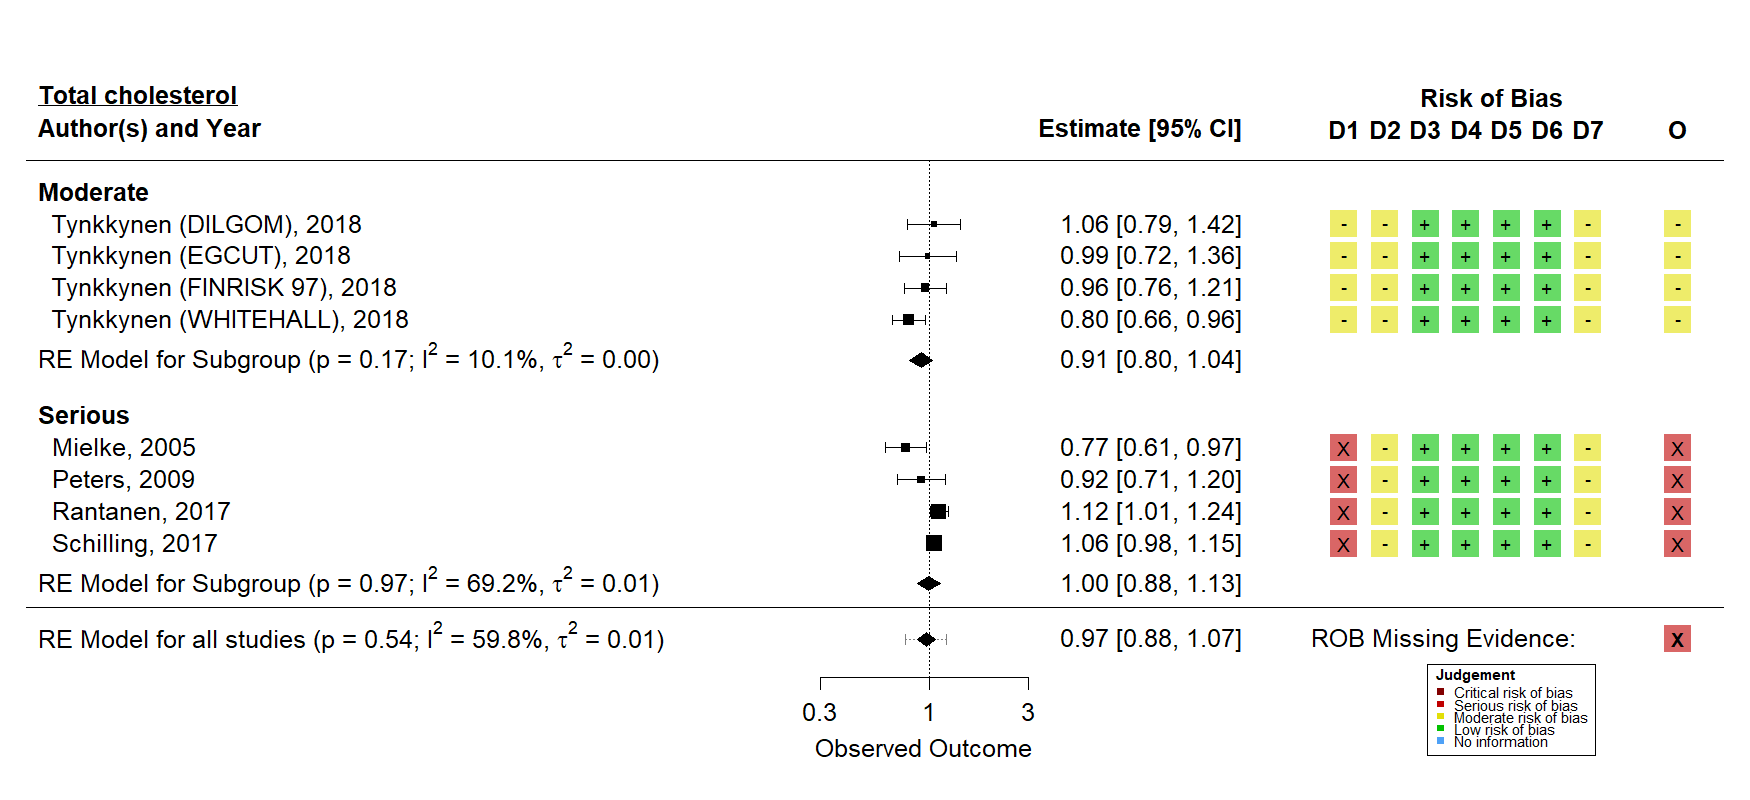 Total cholesterol
Risk of Bias
Author(s) and Year Estimate [95% CI] D1 D2 D3 D4 D5 D6 D7 O
Moderate
Tynkkynen (DILGOM), 2018 1.06 [0.79, 1.42] - - + + + + - -
Tynkkynen (EGCUT), 2018 0.99 [0.72, 1.36] - - + + + + - -
Tynkkynen (FINRISK 97), 2018 0.96 [0.76, 1.21] - - + + + + - -
Tynkkynen (WHITEHALL), 2018 0.80 [0.66, 0.96] - - + + + + - -
RE Model for Subgroup (p = 0.17; I² = 10.1%, τ² = 0.00) 0.91 [0.80, 1.04]
Serious
Mielke, 2005 0.77 [0.61, 0.97] X - + + + + - X
Peters, 2009 0.92 [0.71, 1.20] X - + + + + - X
Rantanen, 2017 1.12 [1.01, 1.24] X - + + + + - X
Schilling, 2017 1.06 [0.98, 1.15] X - + + + + - X
RE Model for Subgroup (p = 0.97; I² = 69.2%, τ² = 0.01) 1.00 [0.88, 1.13]
RE Model for all studies (p = 0.54; I² = 59.8%, τ² = 0.01) 0.97 [0.88, 1.07] ROB Missing Evidence: X
0.3 1 3
Observed Outcome
Judgement
Critical risk of bias
Serious risk of bias
Moderate risk of bias
Low risk of bias
No information